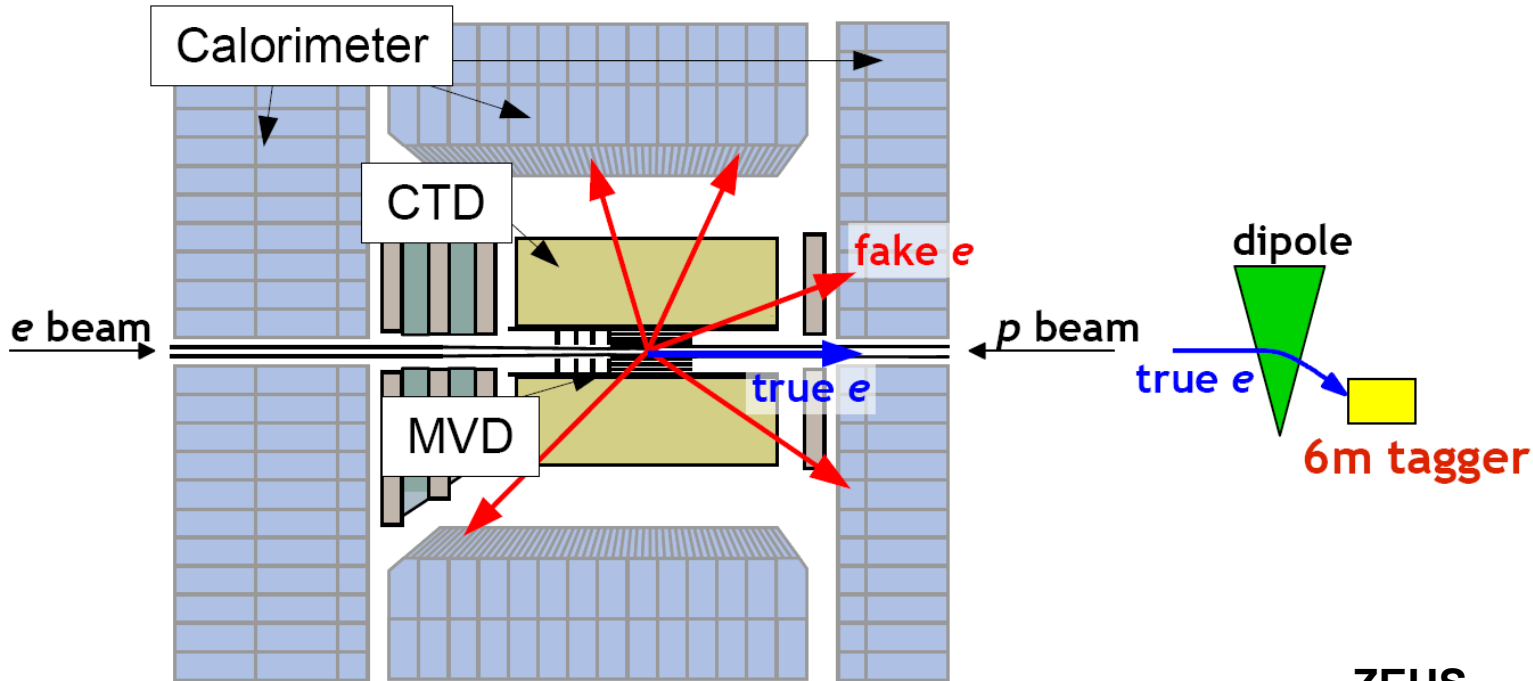 Calorimeter
CTD
fake e
dipole
e beam
p beam
true e
true e
MVD
6m tagger